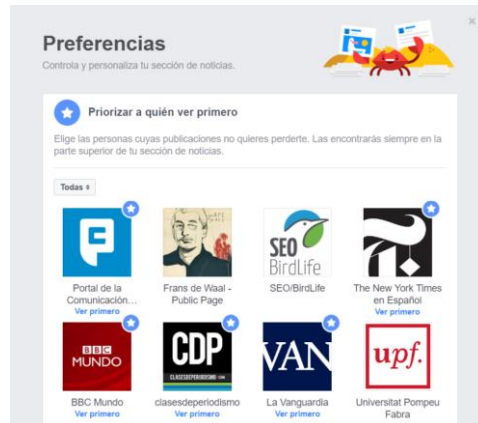 Preferencias
Controla y personaliza tu sección de noticias.
Priorizar a quién ver primero
Elige las personas cuyas publicaciones no quieres perderte. Las encontrarás siempre en la
parte superior de tu sección de noticias.
Todas
SEO
BirdLife
Portal de la
Comunicación...
Ver primero
Frans de Waal -
Public Page
SEO/BirdLife
The New York Times
en Español
Ver primero
BBC
MUNDO
CDP
CLASESDEPERIODISMO.COM
VAN
upf.
BBC Mundo
Ver primero
clasesdeperiodismo
Ver primero
La Vanguardia
Ver primero
Universitat Pompeu
Fabra